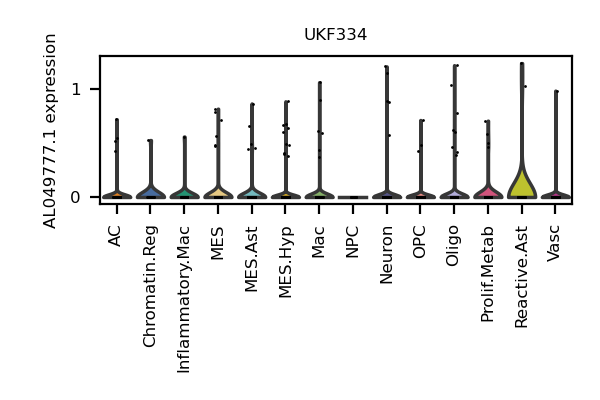 UKF334
AL049777.1 expression
1
0
AC
Chromatin.Reg
Inflammatory.Mac
MES
MES.Ast
MES.Hyp
Mac
NPC
Neuron
OPC
Oligo
Prolif.Metab
Reactive.Ast
Vasc